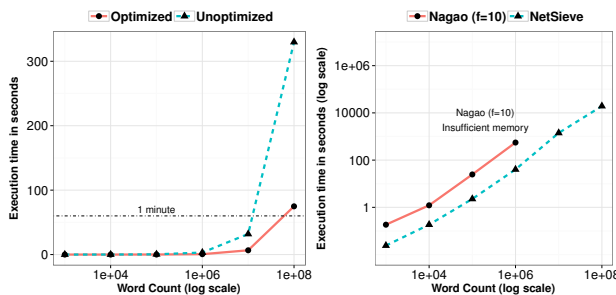 Optimized Unoptimized
Execution time in seconds
300
200
100
0
1 minute
1e+04 1e+06 1e+08
Word Count (log scale)
Nagao (f=10) NetSieve
Execution time in seconds (log scale)
1e+06
10000
100
1
Nagao (f=10)
Insufficient memory
1e+04 1e+06 1e+08
Word Count (log scale)